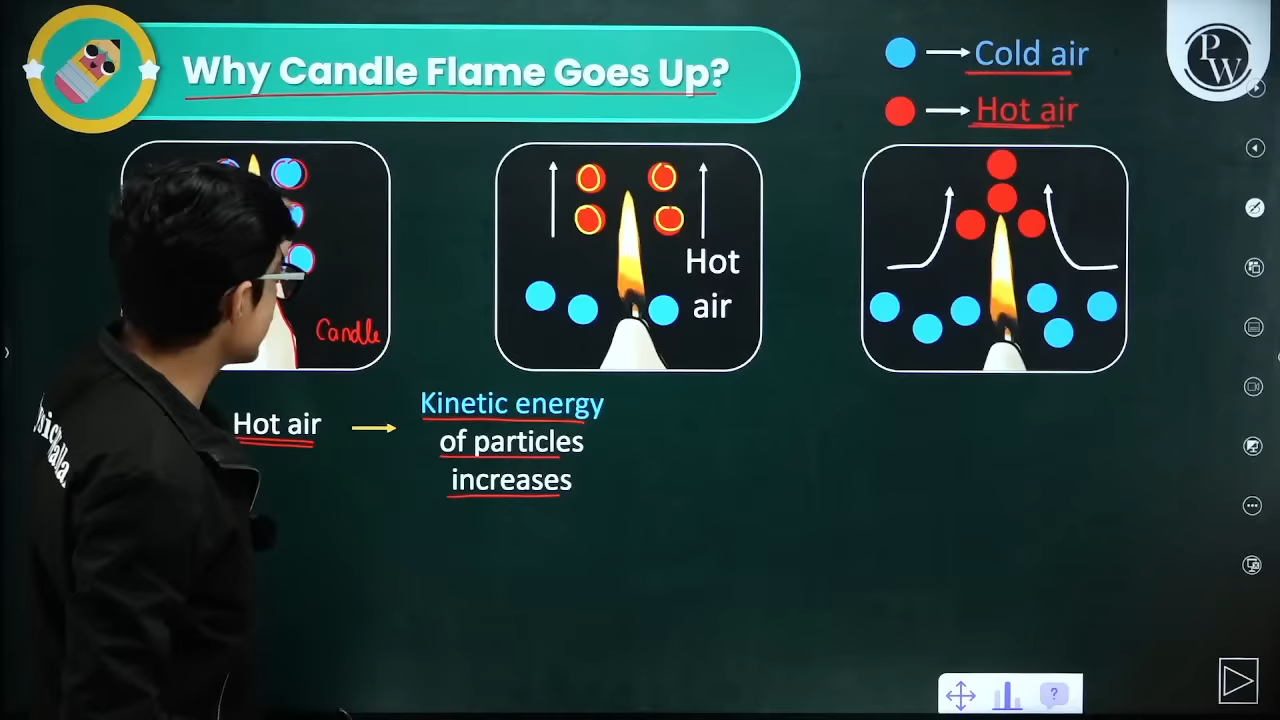 Why Candle Flame Goes Up?
Cold air
Hot air
PW
Candle
Hot
air
Hot air
Kinetic energy
of particles
increases
?